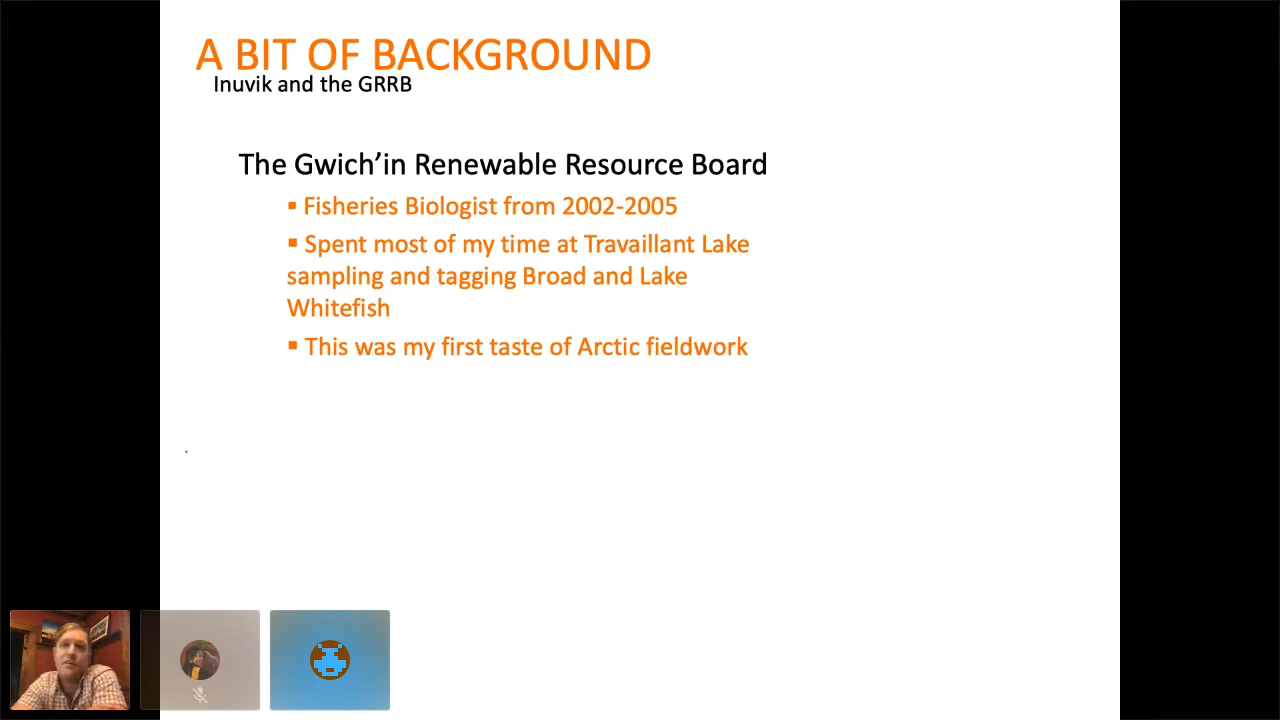 A BIT OF BACKGROUND
Inuvik and the GRRB
The Gwich’in Renewable Resource Board
▪ Fisheries Biologist from 2002-2005
▪ Spent most of my time at Travaillant Lake
sampling and tagging Broad and Lake
Whitefish
▪ This was my first taste of Arctic fieldwork